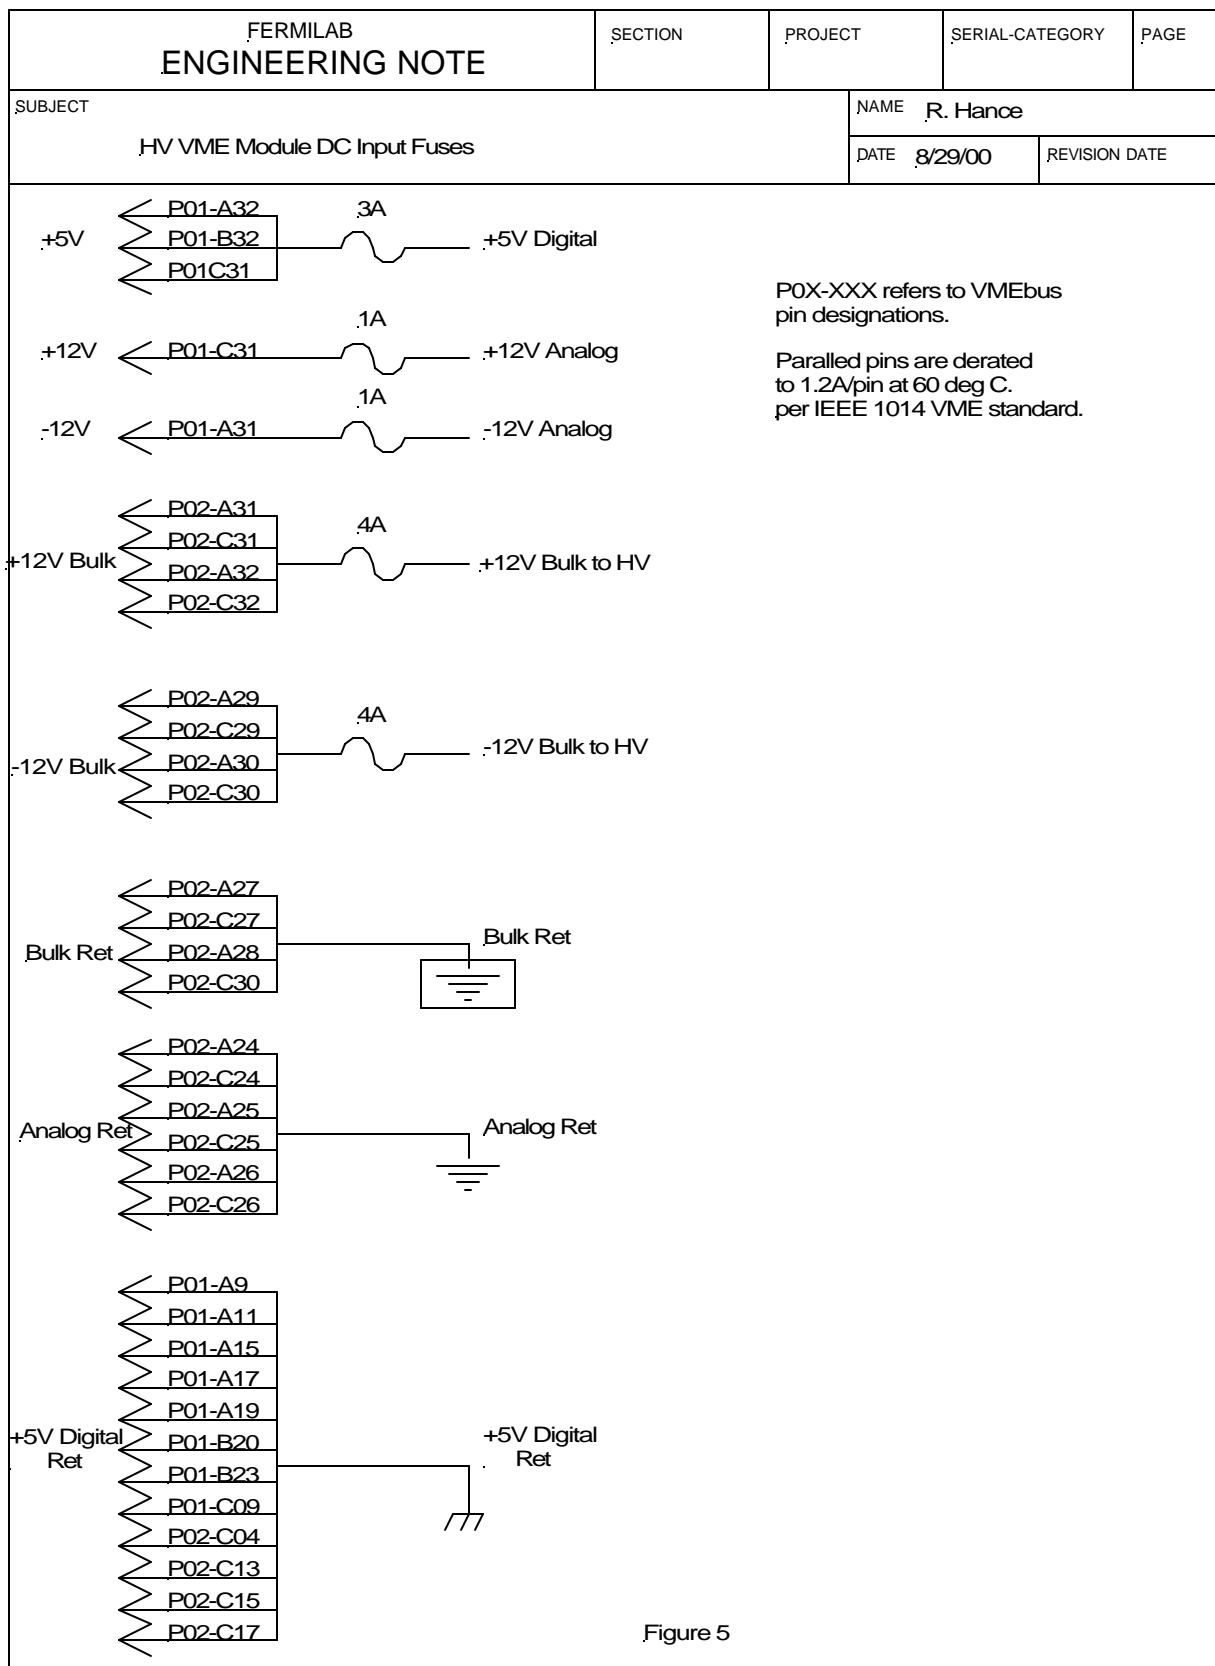 FERMILAB
ENGINEERING NOTE
SECTION
PROJECT
SERIAL-CATEGORY
PAGE
SUBJECT
HV VME Module DC Input Fuses
NAME R. Hance
DATE 8/29/00
REVISION DATE
P01-A32
3A
+5V
P01-B32
+5V Digital
P01C31
P0X-XXX refers to VMEbus
pin designations.
1A
+12V
P01-C31
+12V Analog
Paralled pins are derated
to 1.2A/pin at 60 deg C.
per IEEE 1014 VME standard.
1A
-12V
P01-A31
-12V Analog
P02-A31
4A
P02-C31
+12V Bulk
P02-A32
+12V Bulk to HV
P02-C32
P02-A29
4A
P02-C29
-12V Bulk to HV
-12V Bulk
P02-A30
P02-C30
P02-A27
P02-C27
Bulk Ret
Bulk Ret
P02-A28
P02-C30
P02-A24
P02-C24
P02-A25
Analog Ret
Analog Ret
P02-C25
P02-A26
P02-C26
P01-A9
P01-A11
P01-A15
P01-A17
P01-A19
+5V Digital
Ret
P01-B20
+5V Digital
Ret
P01-B23
P01-C09
P02-C04
P02-C13
P02-C15
P02-C17
Figure 5